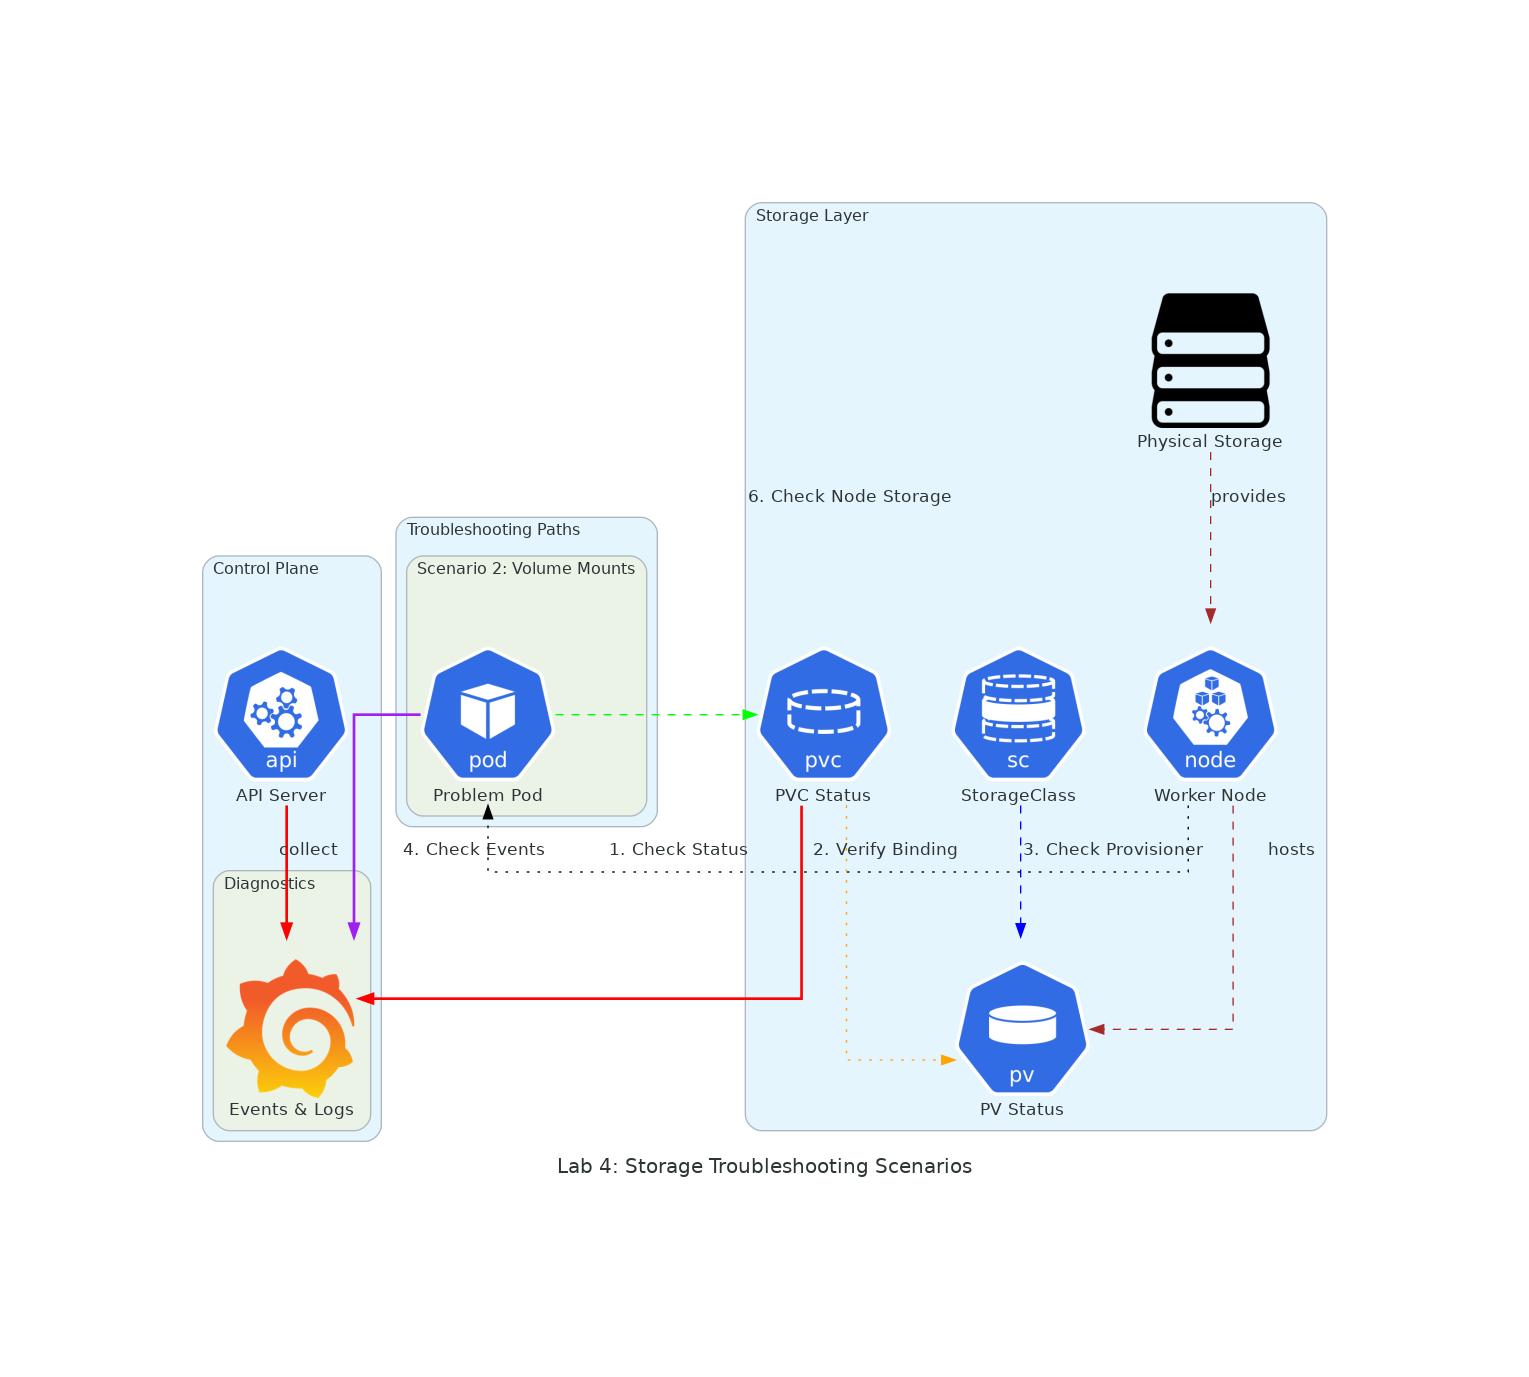 Storage Layer
Physical Storage
6. Check Node Storage
provides
Troubleshooting Paths
Scenario 2: Volume Mounts
Control Plane
api
API Server
pod
Problem Pod
pvc
PVC Status
sc
StorageClass
node
Worker Node
collect
4. Check Events
1. Check Status
2. Verify Binding
3. Check Provisioner
hosts
Diagnostics
Events & Logs
pv
PV Status
Lab 4: Storage Troubleshooting Scenarios